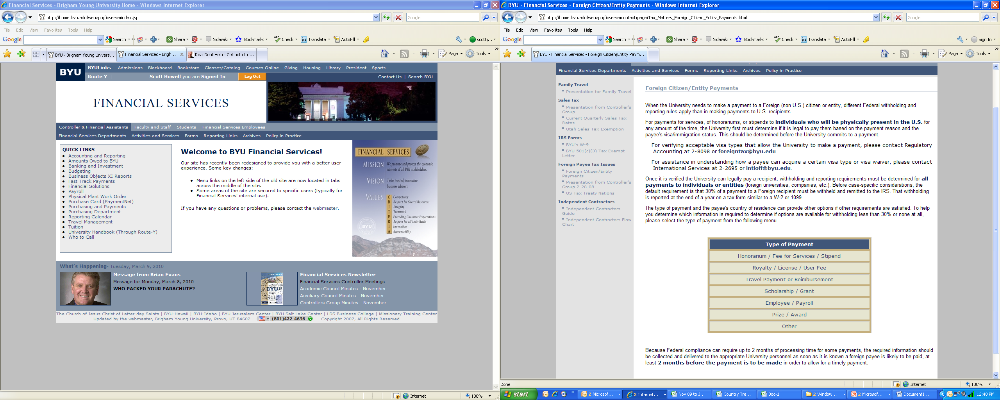 Financial Services - Brigham Young University Home - Windows Internet Explorer
http://home.byu.edu/webapp/finserve/index.jsp
Google
File Edit View Favorites Tools Help
Google Search Share Sidewiki Bookmarks Check Translate AutoFill scottj...
BYU - Brigham Young Univers... Financial Services - Brigh... Real Debt Help - Get out of d... Page Tools
BYU
BYULinks | Admissions Blackboard Bookstore Classes/Catalog Courses Online Giving Housing Library President Sports
Route Y | Scott Howell you are Signed In Log Out Contact Us | Search BYU
FINANCIAL SERVICES
Controller & Financial Assistants Faculty and Staff Students Financial Services Employees
Financial Services Departments Activities and Services Forms Reporting Links Archives Policy in Practice
QUICK LINKS
Accounting and Reporting
Amounts Owed to BYU
Banking and Investment
Budgeting
Business Objects XI Reports
Fast Track Payments
Financial Solutions
Payroll
Physical Plant Work Order
Purchase Card (PaymentNet)
Purchasing and Payments
Purchasing Department
Reporting Calendar
Travel Management
Tuition
University Handbook (Through Route-Y)
Who to Call
Welcome to BYU Financial Services!
Our site has recently been redesigned to provide you with a better user
experience. Some key changes:
Menu links on the left side of the old site are now located in tabs
across the middle of the site.
Some areas of the site are secured to specific users (typically for
Financial Services' internal use).
If you have any questions or problems, please contact the webmaster.
FINANCIAL SERVICES
MISSION We promote and protect the economic
interests of all BYU stakeholders.
VISION To be trusted, innovative
business advisors.
VALUES
C Competency
R Respect for Sacred Resources
I Integrity
T Teamwork
E Exceeding Customer Expectations
R Respect for all Individuals
I Innovation
A Accountability
BYU
What's Happening- Tuesday, March 9, 2010
Message from Brian Evans
Message for Monday, March 8, 2010
WHO PACKED YOUR PARACHUTE?
BYU
Financial Services Newsletter
Financial Services Controller Meetings
Academic Council Minutes - November
Auxiliary Council Minutes - November
Controllers Group Minutes - November
The Church of Jesus Christ of Latter-day Saints | BYU-Hawaii | BYU-Idaho | BYU Jerusalem Center | BYU Salt Lake Center | LDS Business College | Missionary Training Center
Updated by the webmaster, Brigham Young University, Provo, UT 84602 - (801)422-4636 - Copyright 2007, All Rights Reserved
Internet 100%
BYU - Financial Services - Foreign Citizen/Entity Payments - Windows Internet Explorer
http://home.byu.edu/webapp/finserve/content/page/Tax_Matters_Foreign_Citizen_Entity_Payments.html
Google
File Edit View Favorites Tools Help
Google Search Share Sidewiki Bookmarks Check Translate AutoFill Sign In
BYU - Financial Services - Foreign Citizen/Entity Paym... Page Tools
Financial Services Departments Activities and Services Forms Reporting Links Archives Policy in Practice
Family Travel
Presentation for Family Travel
Sales Tax
Presentation from Controller's
Group
Current Quarterly Sales Tax
Rates
Utah Sales Tax Exemption
IRS Forms
BYU's W-9
BYU 501(c)(3) Tax Exempt
Letter
Foreign Payee Tax Issues
Foreign Citizen/Entity
Payments
Presentation from Controller's
Group 2-28-08
US Tax Treaty Nations
Independent Contractors
Independent Contractors
Guide
Independent Contractors Flow
Chart
Foreign Citizen/Entity Payments
When the University needs to make a payment to a Foreign (non U.S.) citizen or entity, different Federal withholding and
reporting rules apply than in making payments to U.S. recipients.
For payments for services, of honorariums, or stipends to individuals who will be physically present in the U.S. for
any amount of the time, the University first must determine if it is legal to pay them based on the payment reason and the
payee's visa/immigration status. This should be determined before the University commits to a payment.
For verifying acceptable visa types that allow the University to make a payment, please contact Regulatory
Accounting at 2-8098 or foreigntax@byu.edu.
For assistance in understanding how a payee can acquire a certain visa type or visa waiver, please contact
International Services at 2-2695 or intloff@byu.edu.
Once it is verified the University can legally pay a recipient, withholding and reporting requirements must be determined for all
payments to individuals or entities (foreign universities, companies, etc.). Before case-specific considerations, the
default requirement is that 30% of a payment to a Foreign recipient must be withheld and remitted to the IRS. That withholding
is reported at the end of a year on a tax form similar to a W-2 or 1099.
The type of payment and the payee's country of residence can provide other options if other requirements are satisfied. To help
you determine which information is required to determine if options are available for withholding less than 30% or none at all,
please select the type of payment from the following menu.
Type of Payment
Honorarium / Fee for Services / Stipend
Royalty / License / User Fee
Travel Payment or Reimbursement
Scholarship / Grant
Employee / Payroll
Prize / Award
Other
Because Federal compliance can require up to 2 months of processing time for some payments, the required information should
be collected and delivered to the appropriate University personnel as soon as it is known a foreign payee is likely to be paid, at
least 2 months before the payment is to be made in order to allow for a timely payment.
Done Internet 100%
start 2 Microsof... 3 Internet... Nov 09 to J... Country Tre... Book1 2 Window... 2 Microsof... Document1 ... 12:40 PM